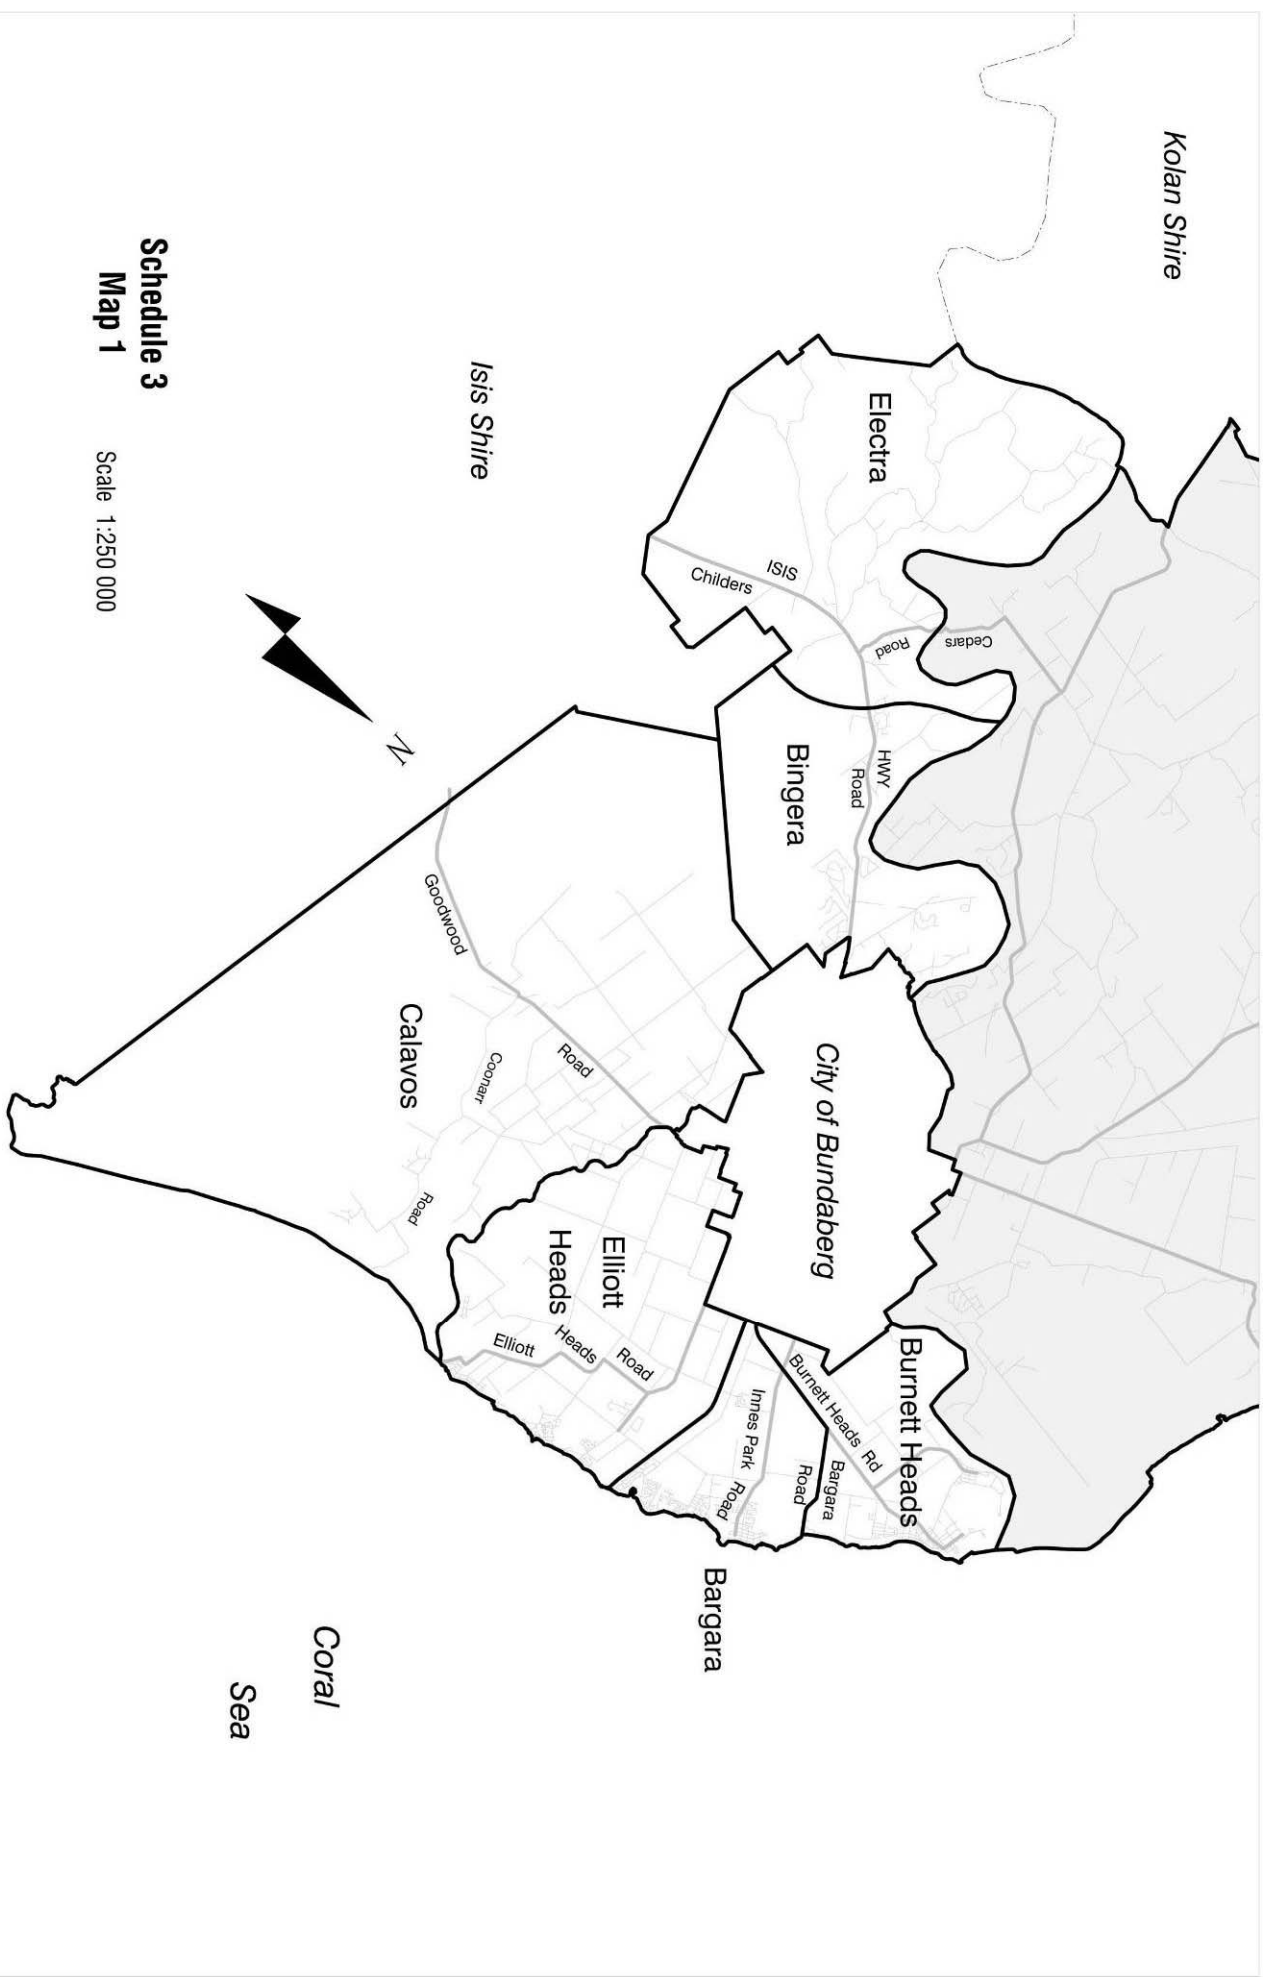 Kolan Shire
Electra
Isis Shire
ISIS
Childers
Cedars
Road
HWY
Road
Bingera
City of Bundaberg
Goodwood
Road
Calavos
Coonarr
Road
Elliott
Heads
Elliott
Heads
Road
Burnett Heads
Burnett Heads Rd
Bargara
Road
Innes Park
Road
Bargara
Coral
Sea
N
Schedule 3
Map 1
Scale 1:250 000